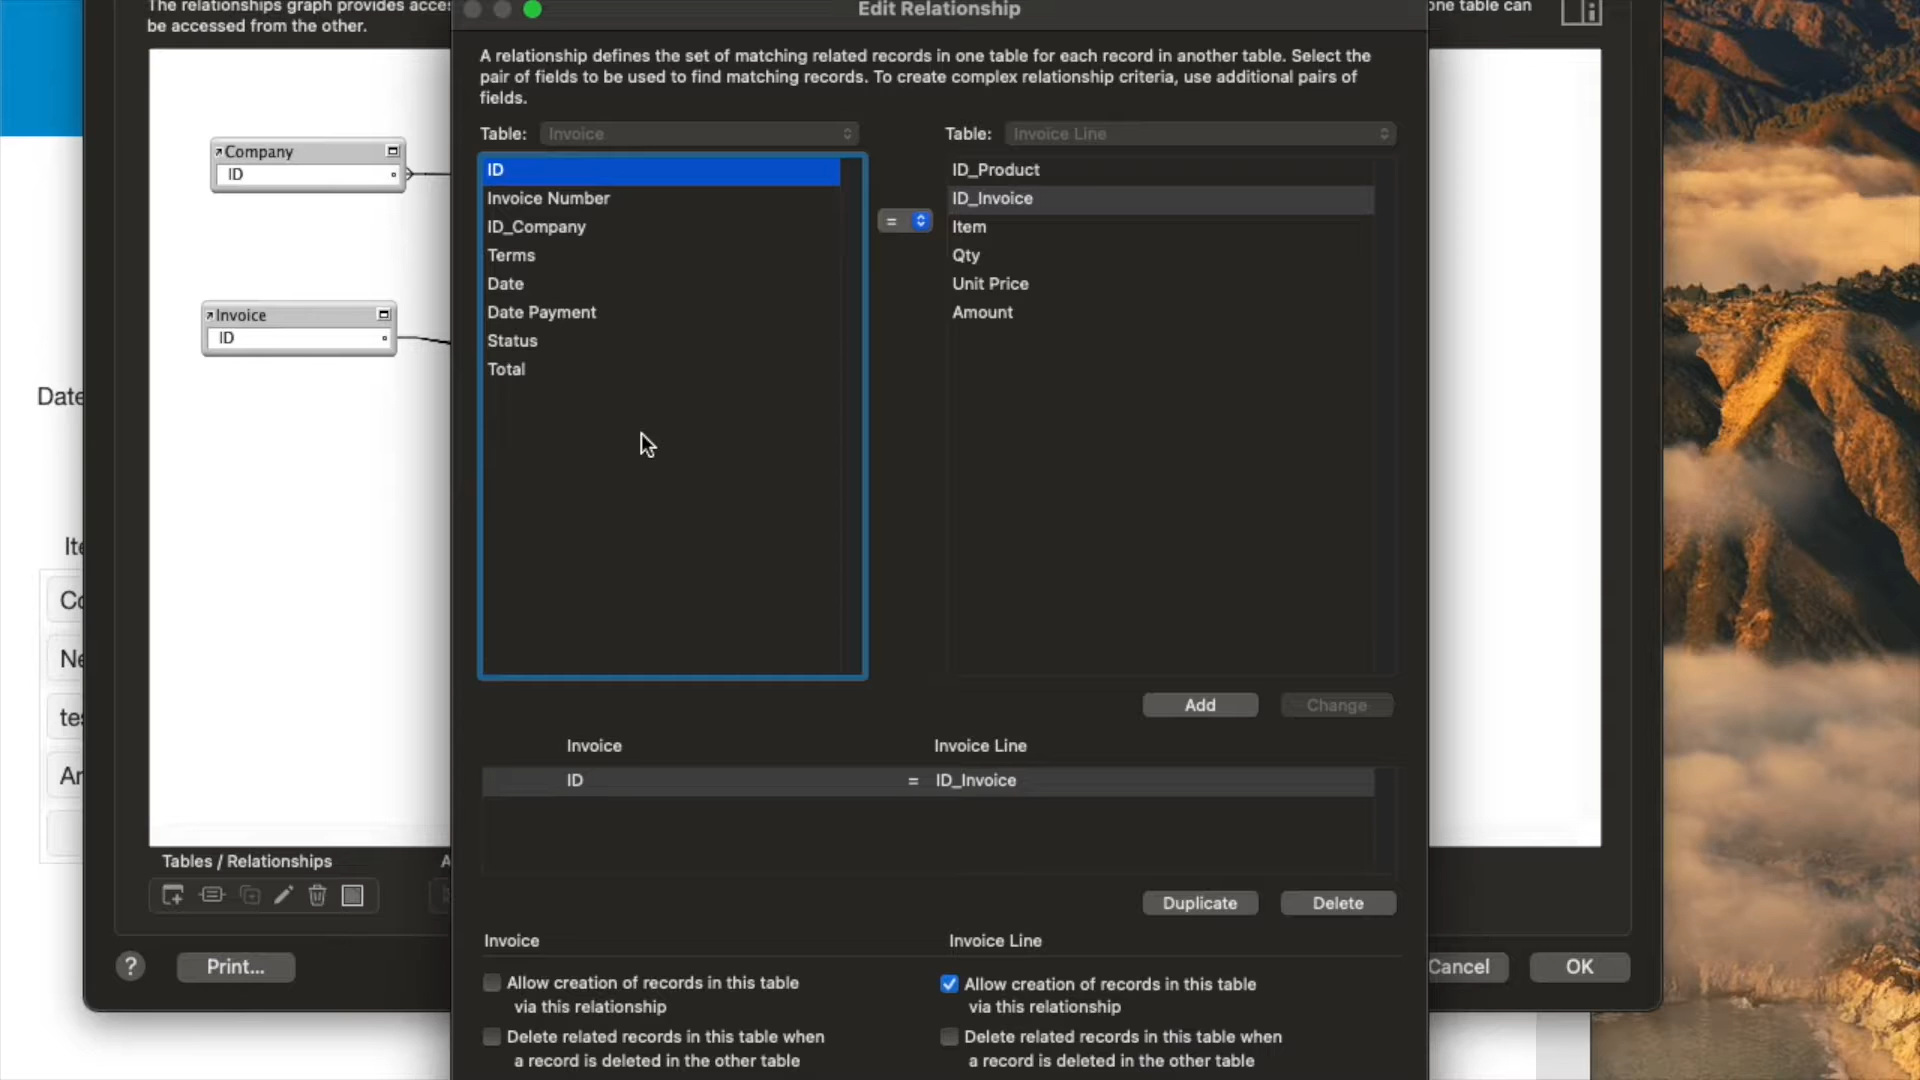 The relationships graph provides acce
be accessed from the other.
one table can
Edit Relationship
A relationship defines the set of matching related records in one table for each record in another table. Select the
pair of fields to be used to find matching records. To create complex relationship criteria, use additional pairs of
fields.
Table: Invoice
Table: Invoice Line
Company
ID
Invoice
ID
ID
Invoice Number
ID_Company
Terms
Date
Date Payment
Status
Total
=
ID_Product
ID_Invoice
Item
Qty
Unit Price
Amount
Date
Ite
Co
Ne
tes
Ar
Add
Change
Invoice
Invoice Line
ID = ID_Invoice
Tables / Relationships
A
Duplicate
Delete
Invoice
Invoice Line
Allow creation of records in this table
via this relationship
Delete related records in this table when
a record is deleted in the other table
Allow creation of records in this table
via this relationship
Delete related records in this table when
a record is deleted in the other table
?
Print...
Cancel
OK